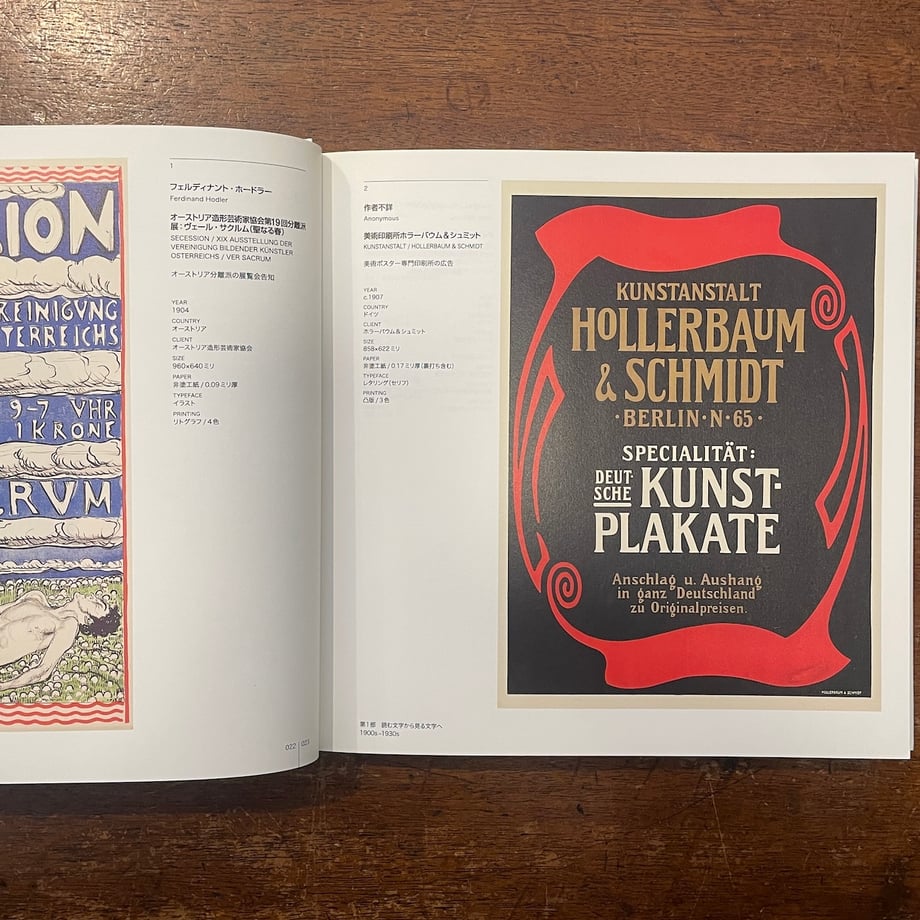 ION
REINIGUNG
TERREICHS
9-7 VHR
1 KRONE
CRVM
1
フェルディナント・ホードラー
Ferdinand Hodler
オーストリア造形芸術家協会第19回分離派
展:ヴェール・サクルム(聖なる春)
SECESSION / XIX AUSSTELLUNG DER
VEREINIGUNG BILDENDER KÜNSTLER
OSTERREICHS / VER SACRUM
オーストリア分離派の展覧会告知
YEAR
1904
COUNTRY
オーストリア
CLIENT
オーストリア造形芸術家協会
SIZE
960×640ミリ
PAPER
非塗工紙/0.09ミリ厚
TYPEFACE
イラスト
PRINTING
リトグラフ/4色
022 023
2
作者不詳
Anonymous
美術印刷所ホラーバウム&シュミット
KUNSTANSTALT / HOLLERBAUM & SCHMIDT
美術ポスター専門印刷所の広告
YEAR
c.1907
COUNTRY
ドイツ
CLIENT
ホラーバウム&シュミット
SIZE
858×622ミリ
PAPER
非塗工紙/0.17ミリ厚(裏打ち含む)
TYPEFACE
レタリング(セリフ)
PRINTING
凸版/3色
第1部 読む文字から見る文字へ
1900s-1930s
KUNSTANSTALT
HOLLERBAUM
& SCHMIDT
·BERLIN·N·65·
SPECIALITÄT:
DEUT-
SCHE KUNST-
PLAKATE
Anschlag u. Aushang
in ganz Deutschland
zu Originalpreisen.
HOLLERBAUM & SCHMIDT